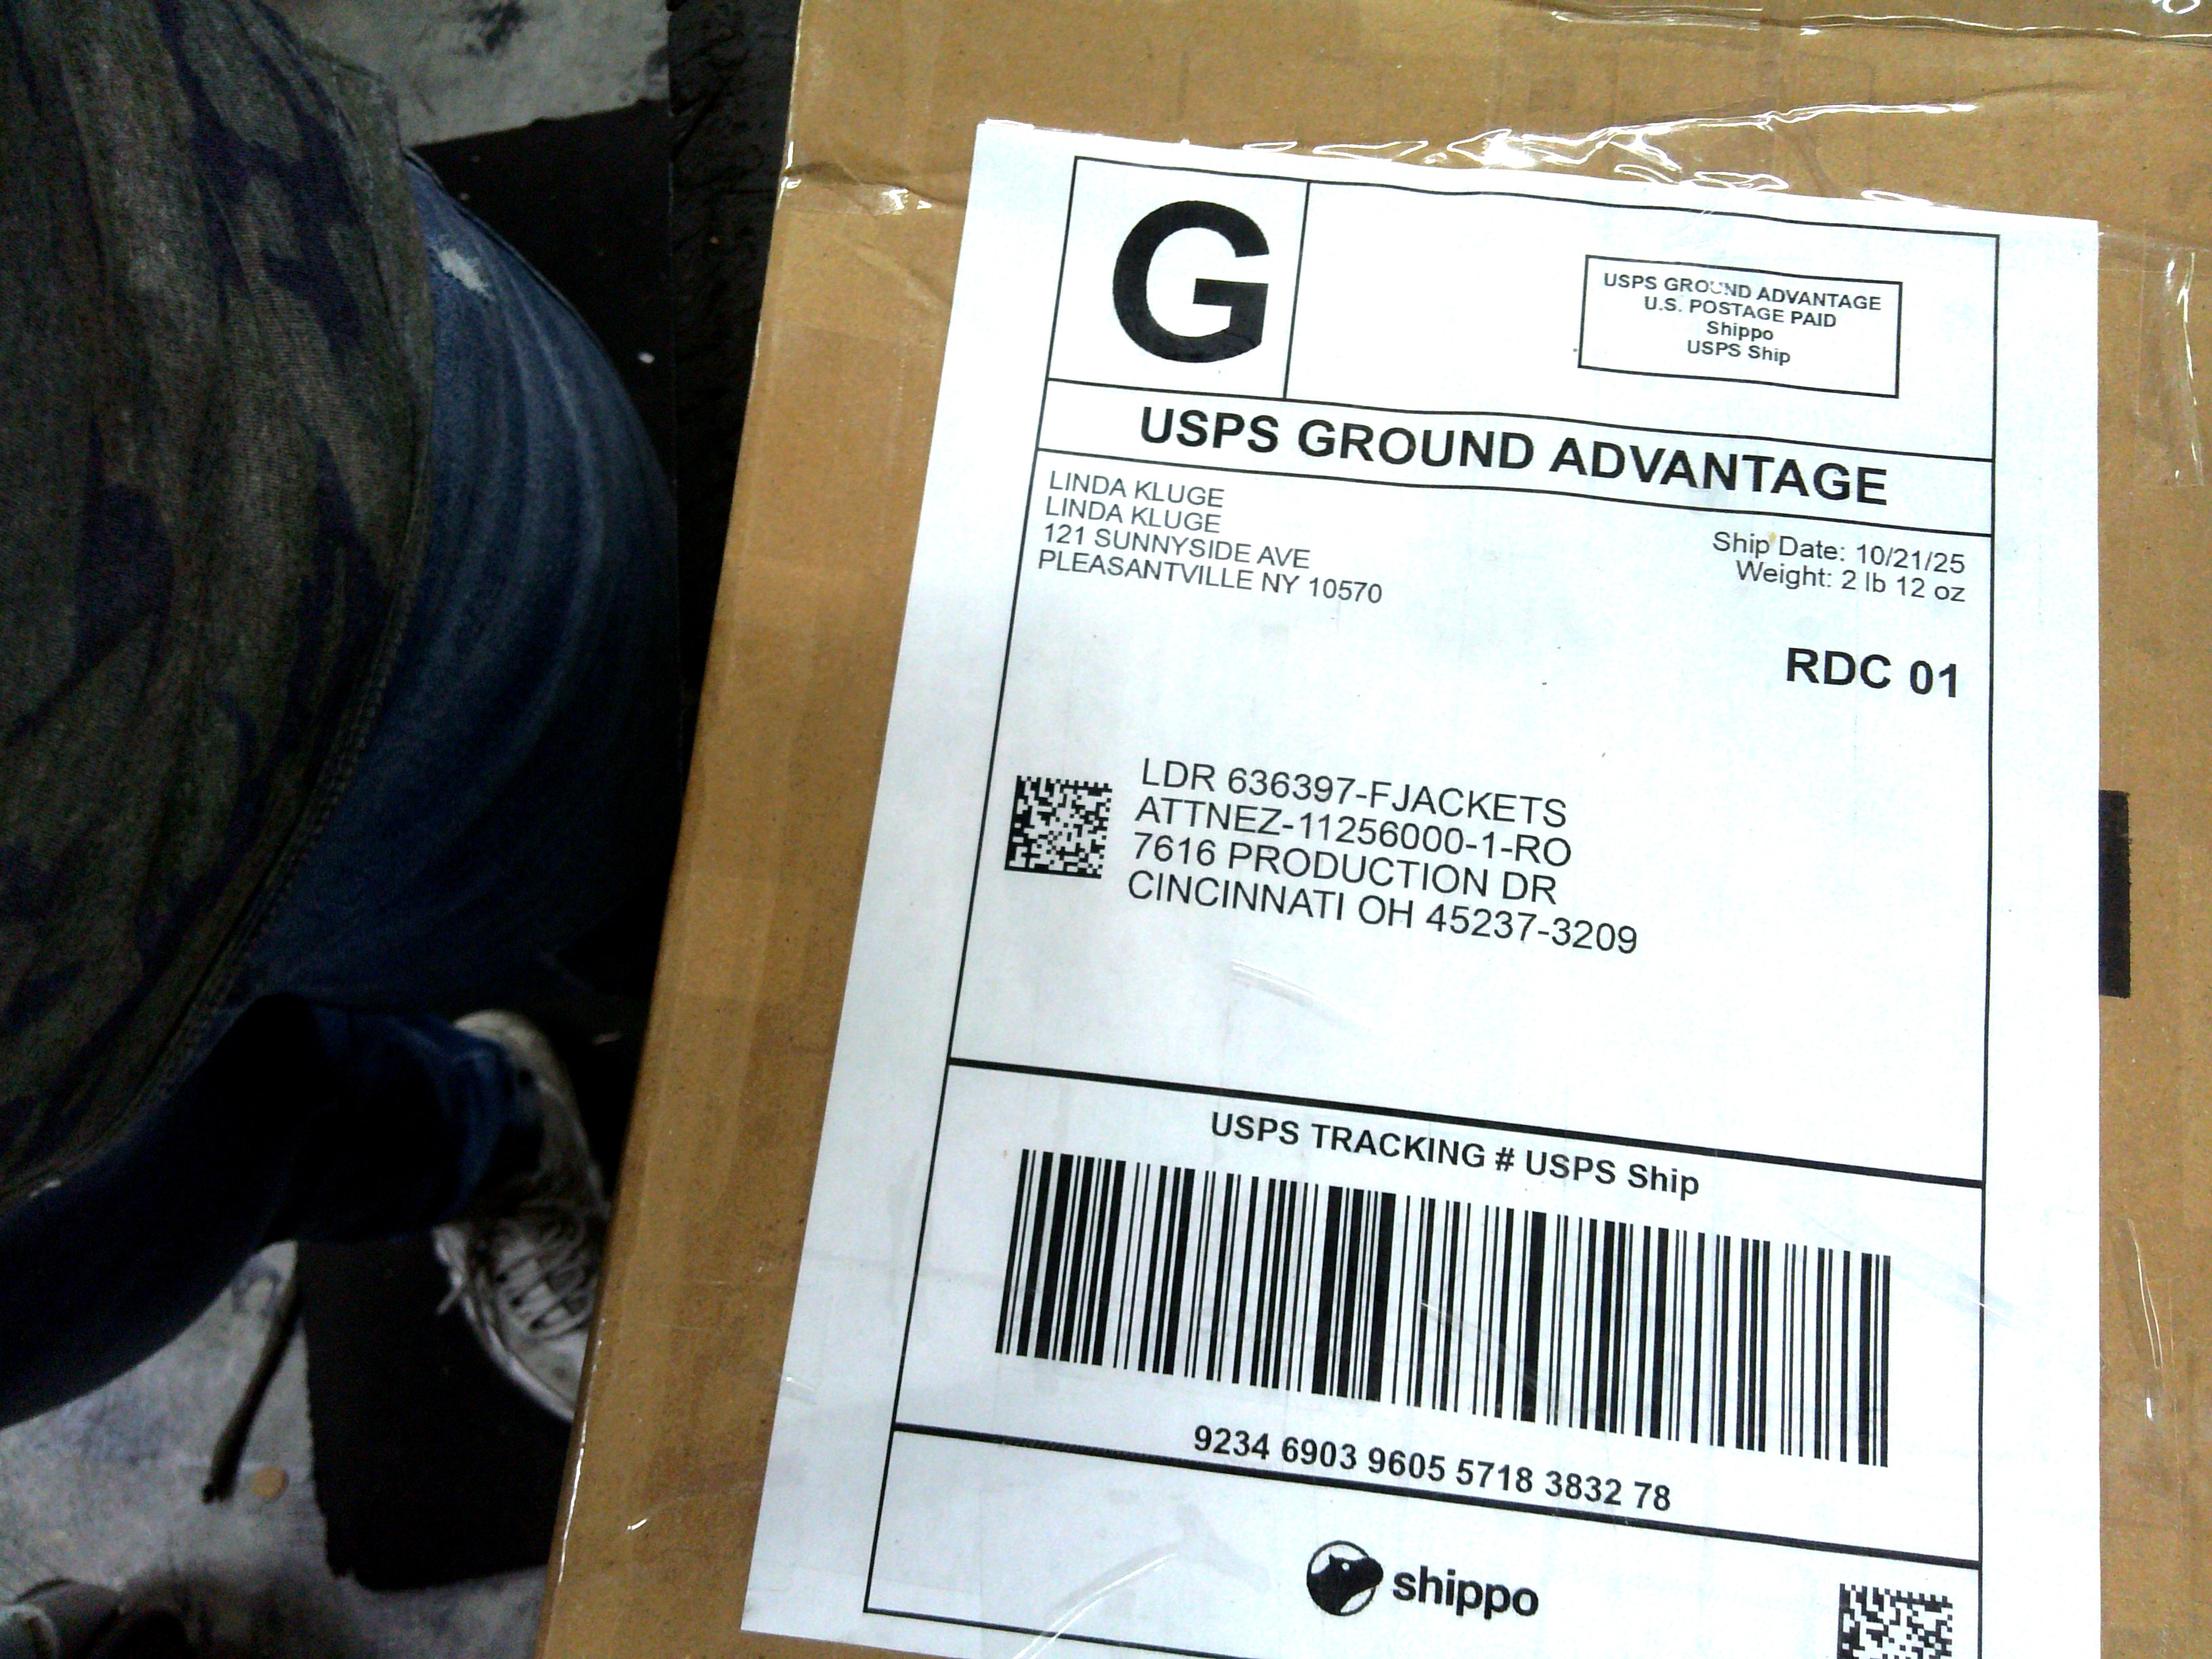 G
USPS GROUND ADVANTAGE
U.S. POSTAGE PAID
Shippo
USPS Ship
USPS GROUND ADVANTAGE
LINDA KLUGE
LINDA KLUGE
121 SUNNYSIDE AVE
PLEASANTVILLE NY 10570
Ship Date: 10/21/25
Weight: 2 lb 12 oz
RDC 01
LDR 636397-FJACKETS
ATTNEZ-11256000-1-RO
7616 PRODUCTION DR
CINCINNATI OH 45237-3209
USPS TRACKING # USPS Ship
9234 6903 9605 5718 3832 78
shippo